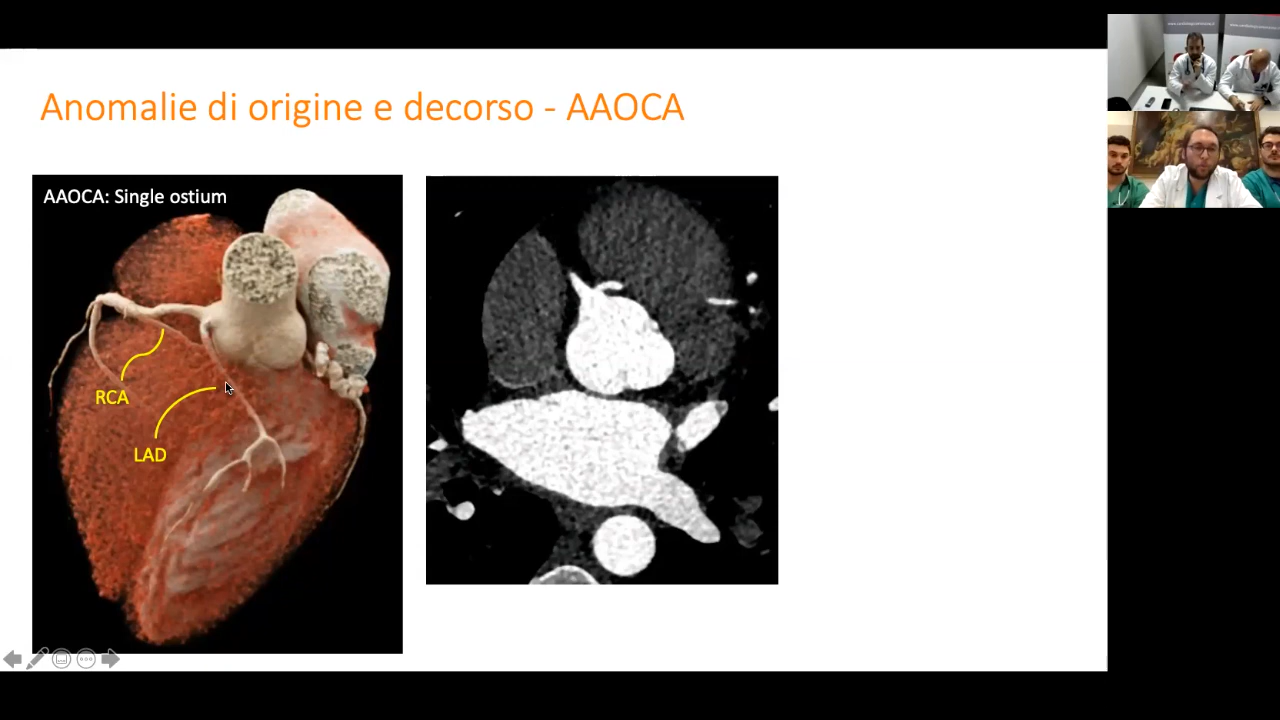 Anomalie di origine e decorso - AAOCA
AAOCA: Single ostium
RCA
LAD